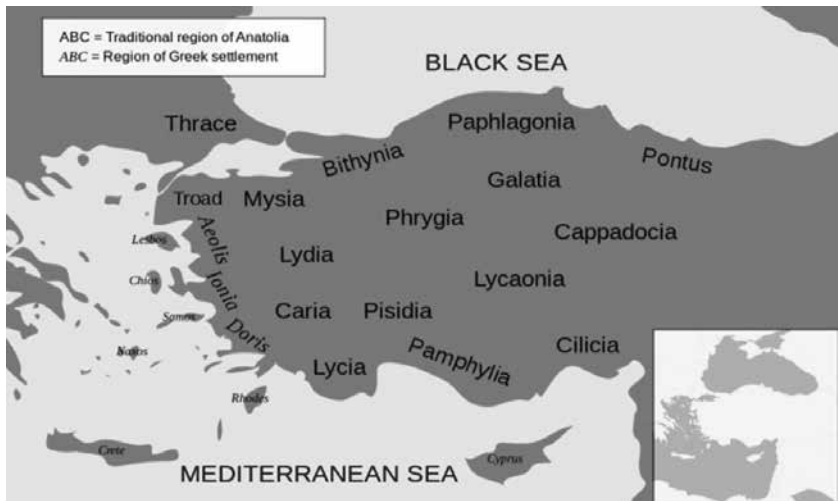 ABC = Traditional region of Anatolia
ABC = Region of Greek settlement
BLACK SEA
Thrace
Paphlagonia
Bithynia
Pontus
Galatia
Troad
Mysia
Phrygia
Cappadocia
Aeolis
Lesbos
Lydia
Lycaonia
Chios
Ionia
Caria
Pisidia
Samos
Doris
Naxos
Lycia
Pamphylia
Cilicia
Rhodes
Crete
Cyprus
MEDITERRANEAN SEA